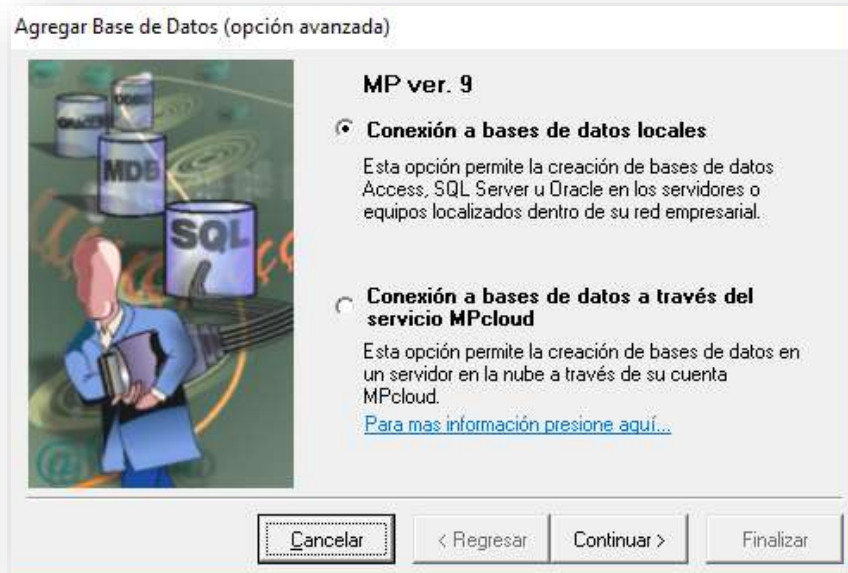 Agregar Base de Datos (opción avanzada)
ODBC
ORACLE
MDB
SQL
@
MP ver. 9
Conexión a bases de datos locales
Esta opción permite la creación de bases de datos
Access, SQL Server u Oracle en los servidores o
equipos localizados dentro de su red empresarial.
Conexión a bases de datos a través del
servicio MPcloud
Esta opción permite la creación de bases de datos en
un servidor en la nube a través de su cuenta
MPcloud.
Para mas información presione aquí...
Cancelar
< Regresar
Continuar >
Finalizar